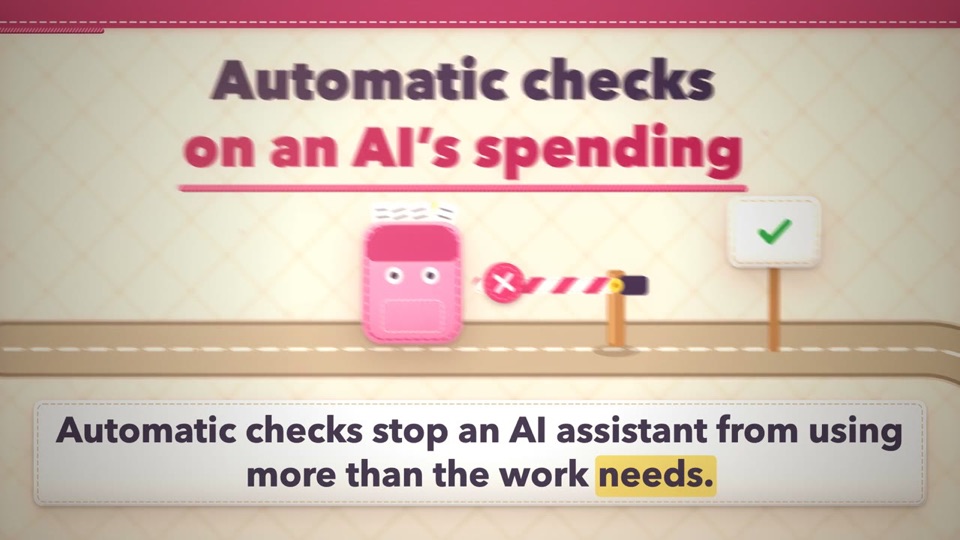 Automatic checks
on an AI’s spending
Automatic checks stop an AI assistant from using
more than the work needs.